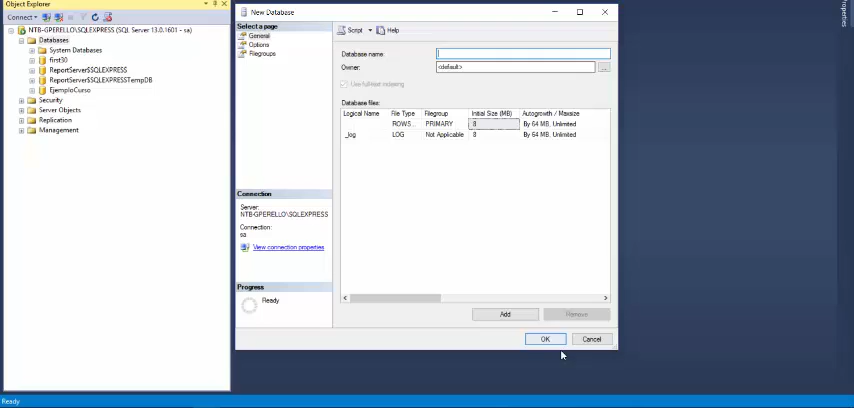 Object Explorer
Connect
NTB-GPERELLO\SQLEXPRESS (SQL Server 13.0.1601 - sa)
Databases
System Databases
first30
ReportServer$SQLEXPRESS
ReportServer$SQLEXPRESSTempDB
EjemploCurso
Security
Server Objects
Replication
Management
New Database
Select a page
General
Options
Filegroups
Script
Help
Database name:
Owner:
<default>
...
Use full-text indexing
Database files:
Logical Name File Type Filegroup Initial Size (MB) Autogrowth / Maxsize
ROWS... PRIMARY 8 By 64 MB, Unlimited
_log LOG Not Applicable 8 By 64 MB, Unlimited
Connection
Server:
NTB-GPERELLO\SQLEXPRESS
Connection:
sa
View connection properties
Progress
Ready
Add
Remove
OK
Cancel
Properties
Ready